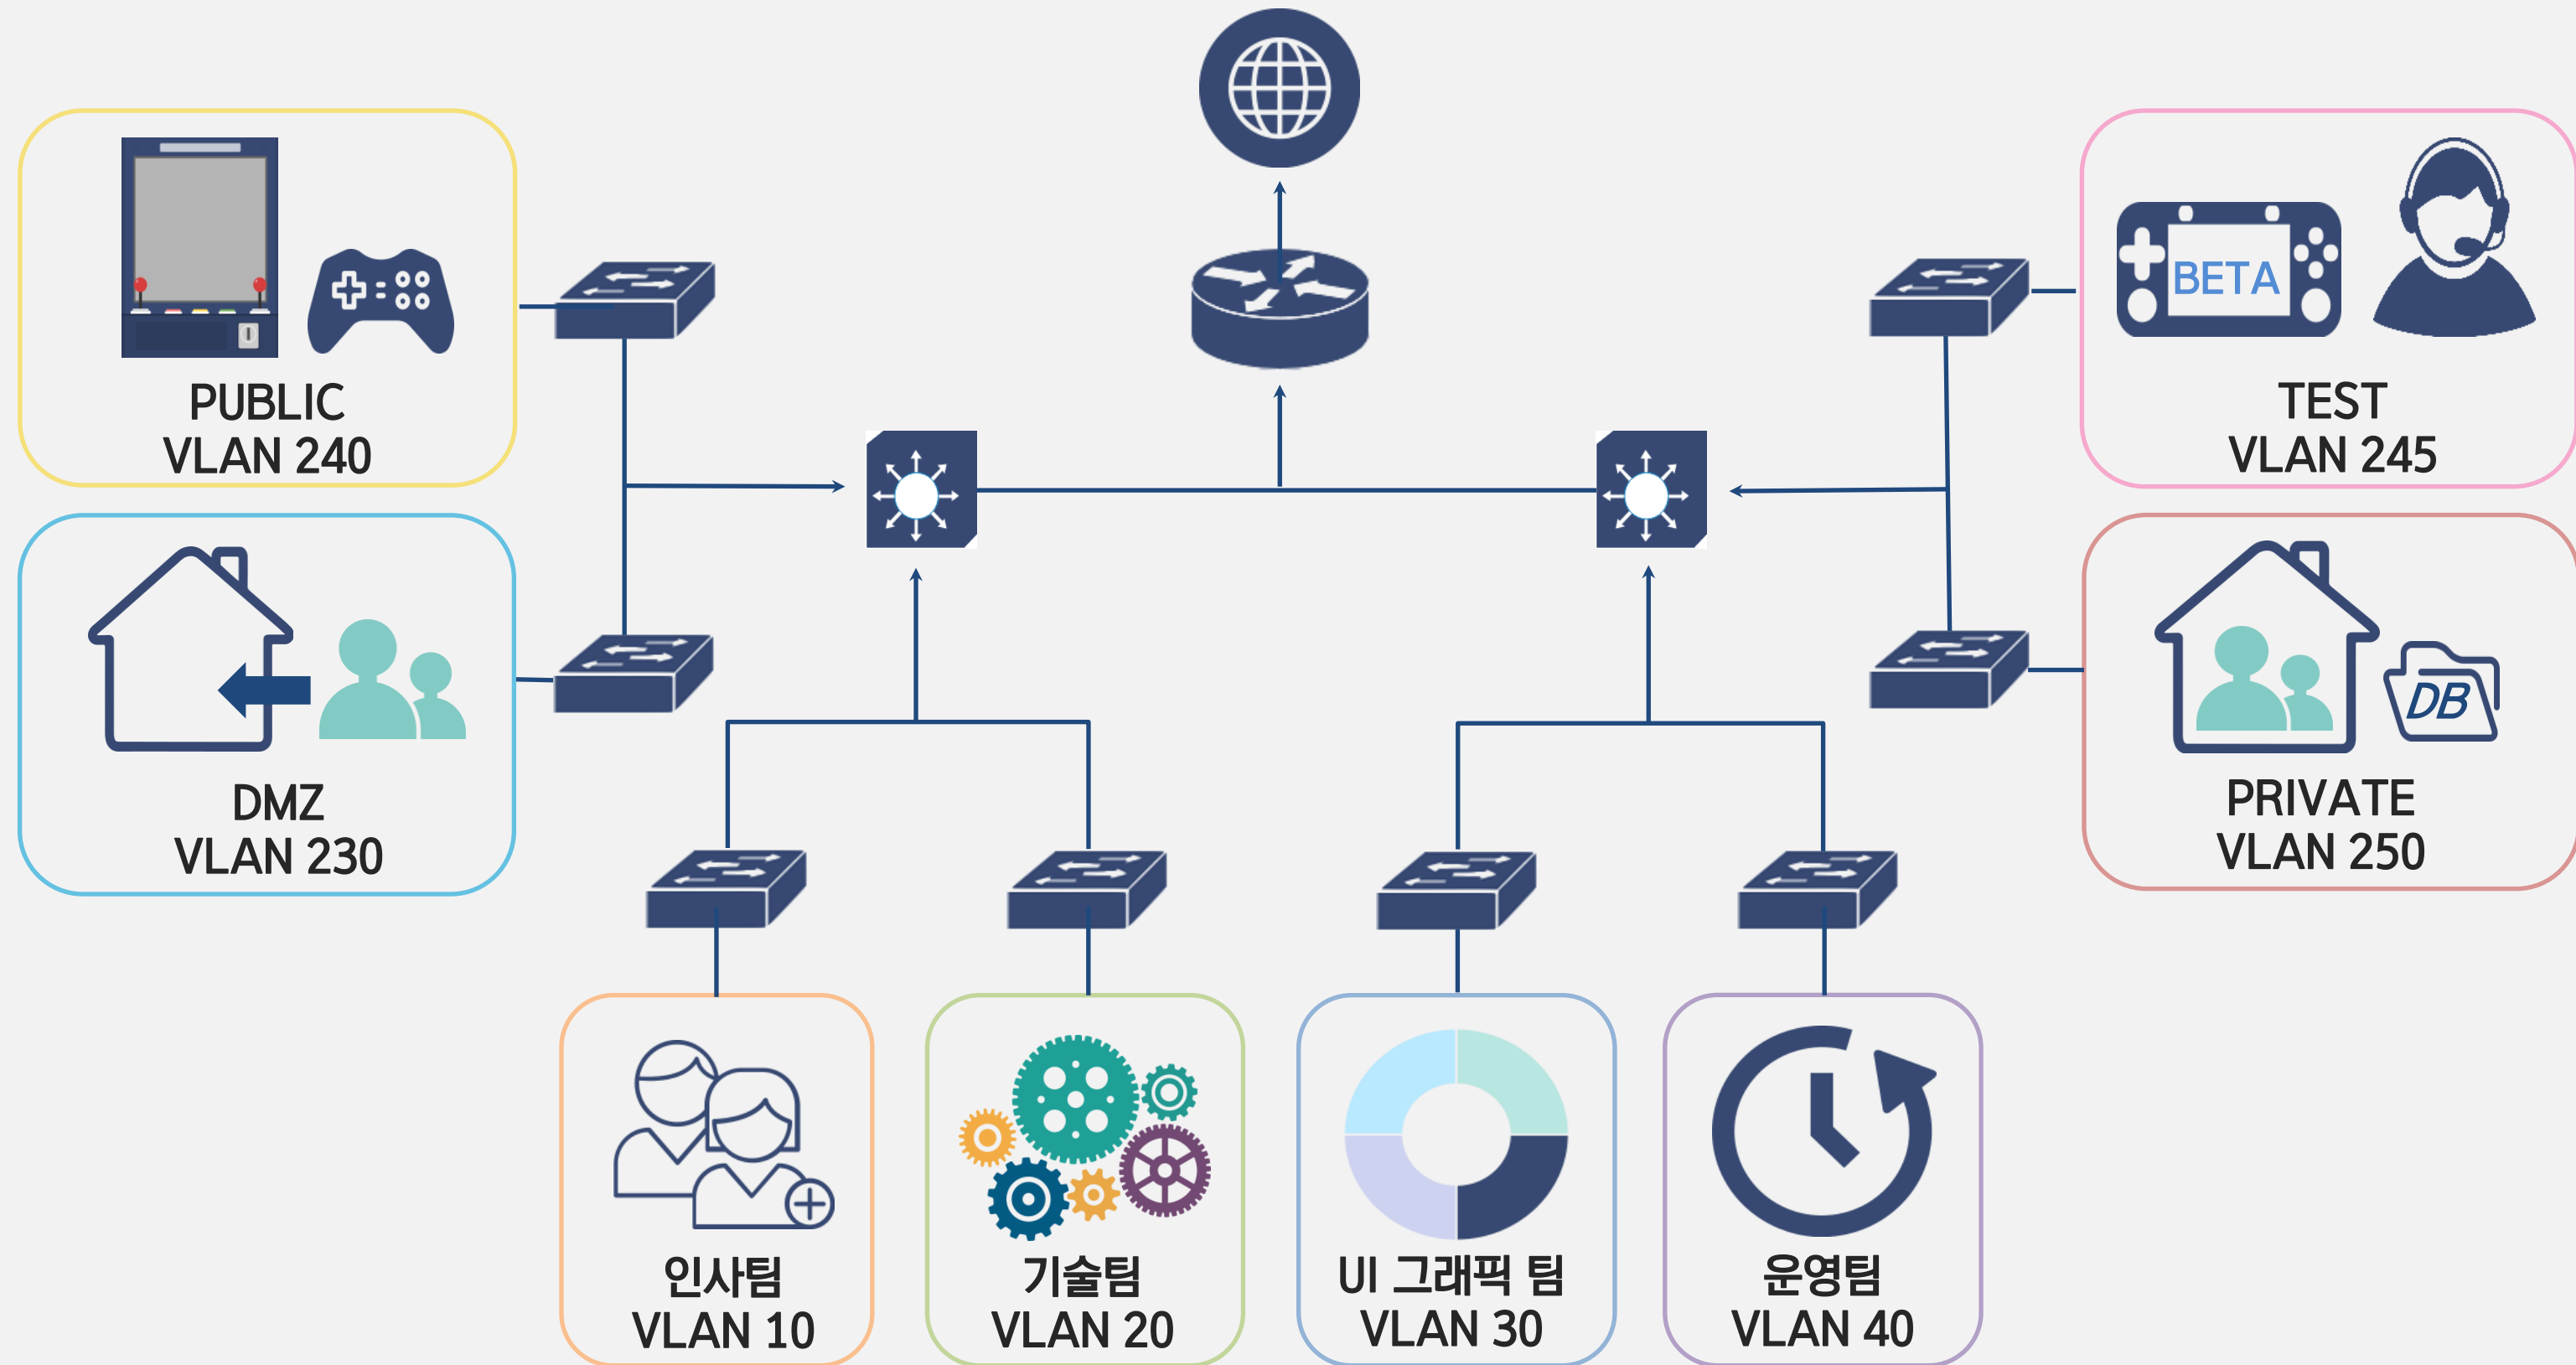 PUBLIC
VLAN 240
BETA
TEST
VLAN 245
DMZ
VLAN 230
DB
PRIVATE
VLAN 250
인사팀
VLAN 10
기술팀
VLAN 20
UI 그래픽 팀
VLAN 30
운영팀
VLAN 40